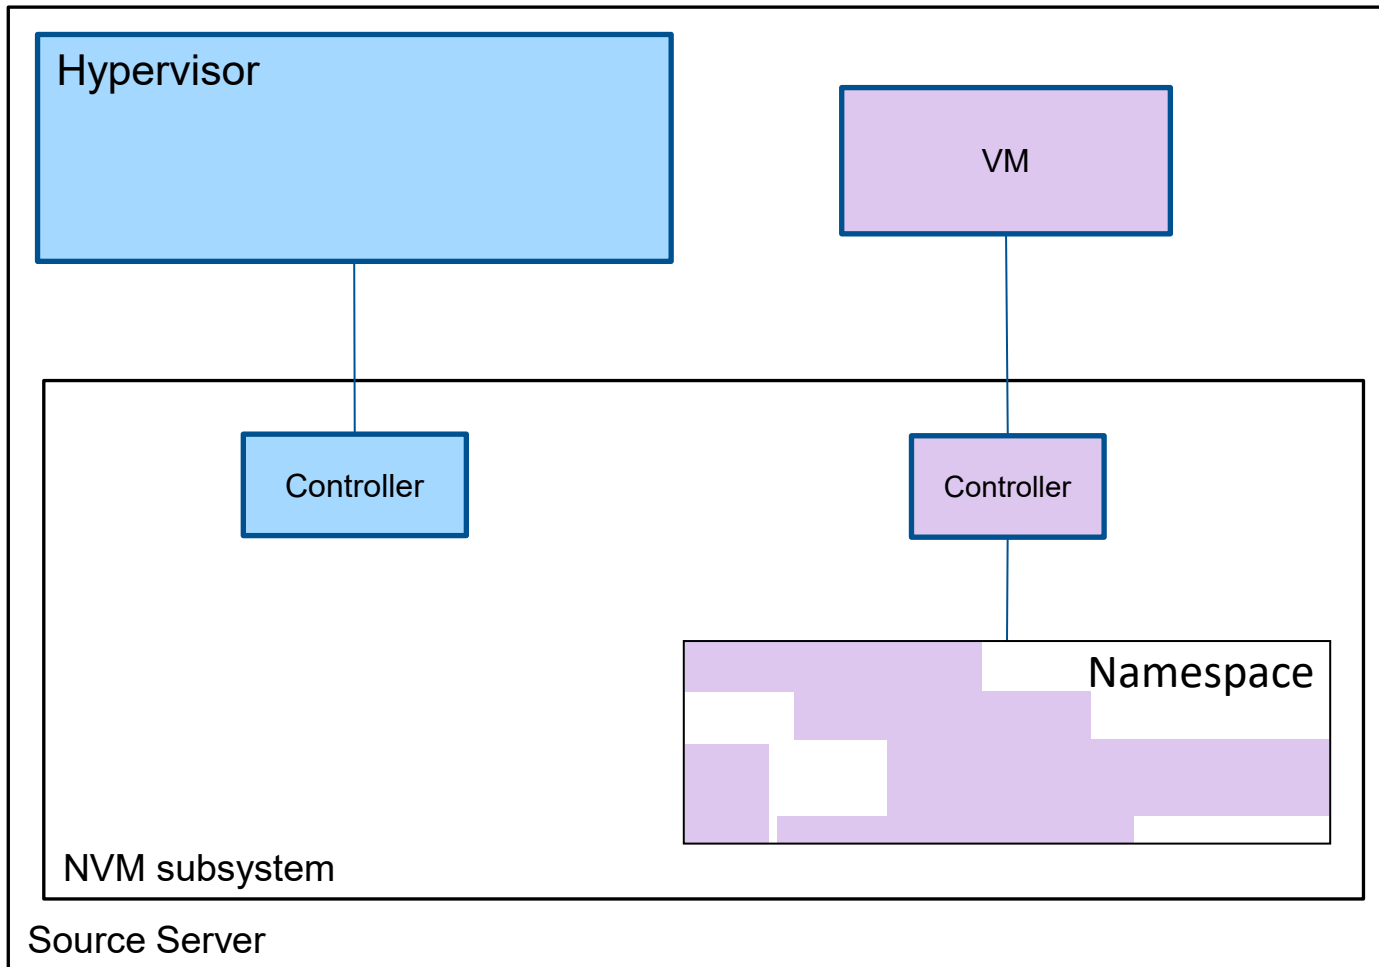 Hypervisor
VM
Controller
Controller
Namespace
NVM subsystem
Source Server